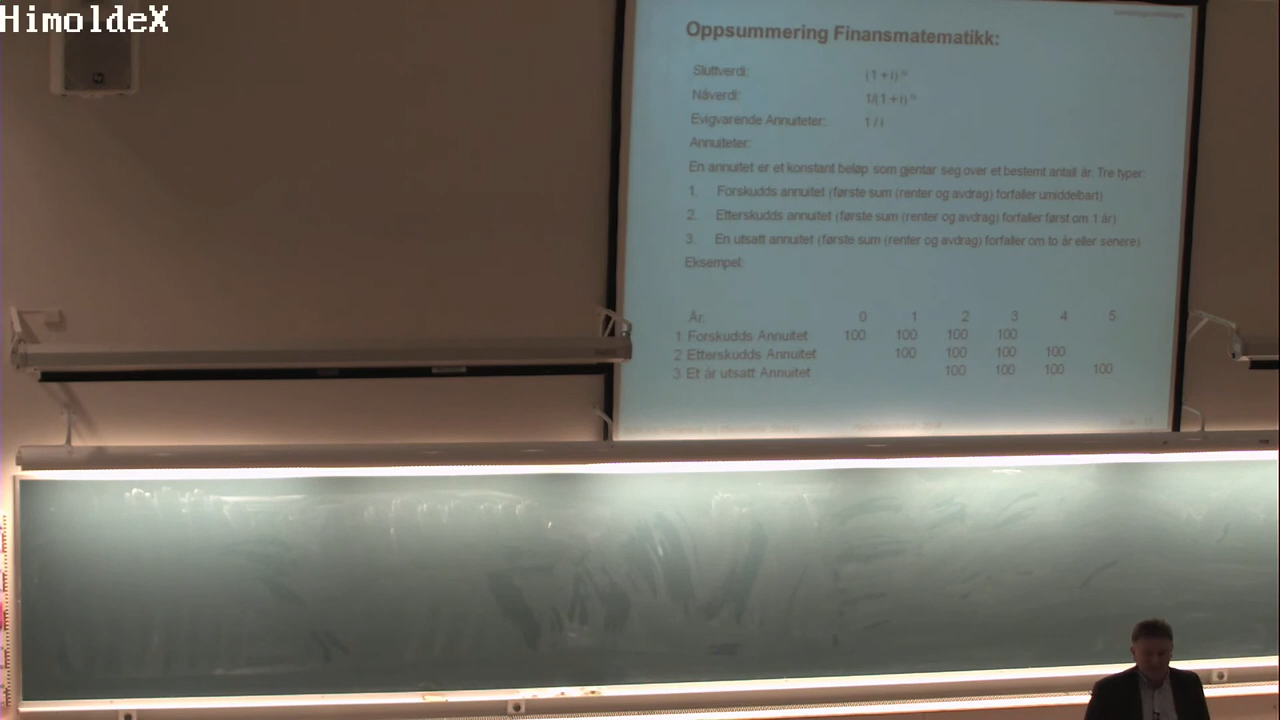 HimoldeX
Oppsummering Finansmatematikk:
Sluttverdi: (1 + i)ⁿ
Nåverdi: 1/(1 + i)ⁿ
Evigvarende Annuiteter: 1 / i
Annuiteter:
En annuitet er et konstant beløp som gjentar seg over et bestemt antall år. Tre typer:
1. Forskudds annuitet (første sum (renter og avdrag) forfaller umiddelbart)
2. Etterskudds annuitet (første sum (renter og avdrag) forfaller først om 1 år)
3. En utsatt annuitet (første sum (renter og avdrag) forfaller om to år eller senere)
Eksempel:
År: 0 1 2 3 4 5
1 Forskudds Annuitet 100 100 100 100
2 Etterskudds Annuitet 100 100 100 100
3 Et år utsatt Annuitet 100 100 100 100